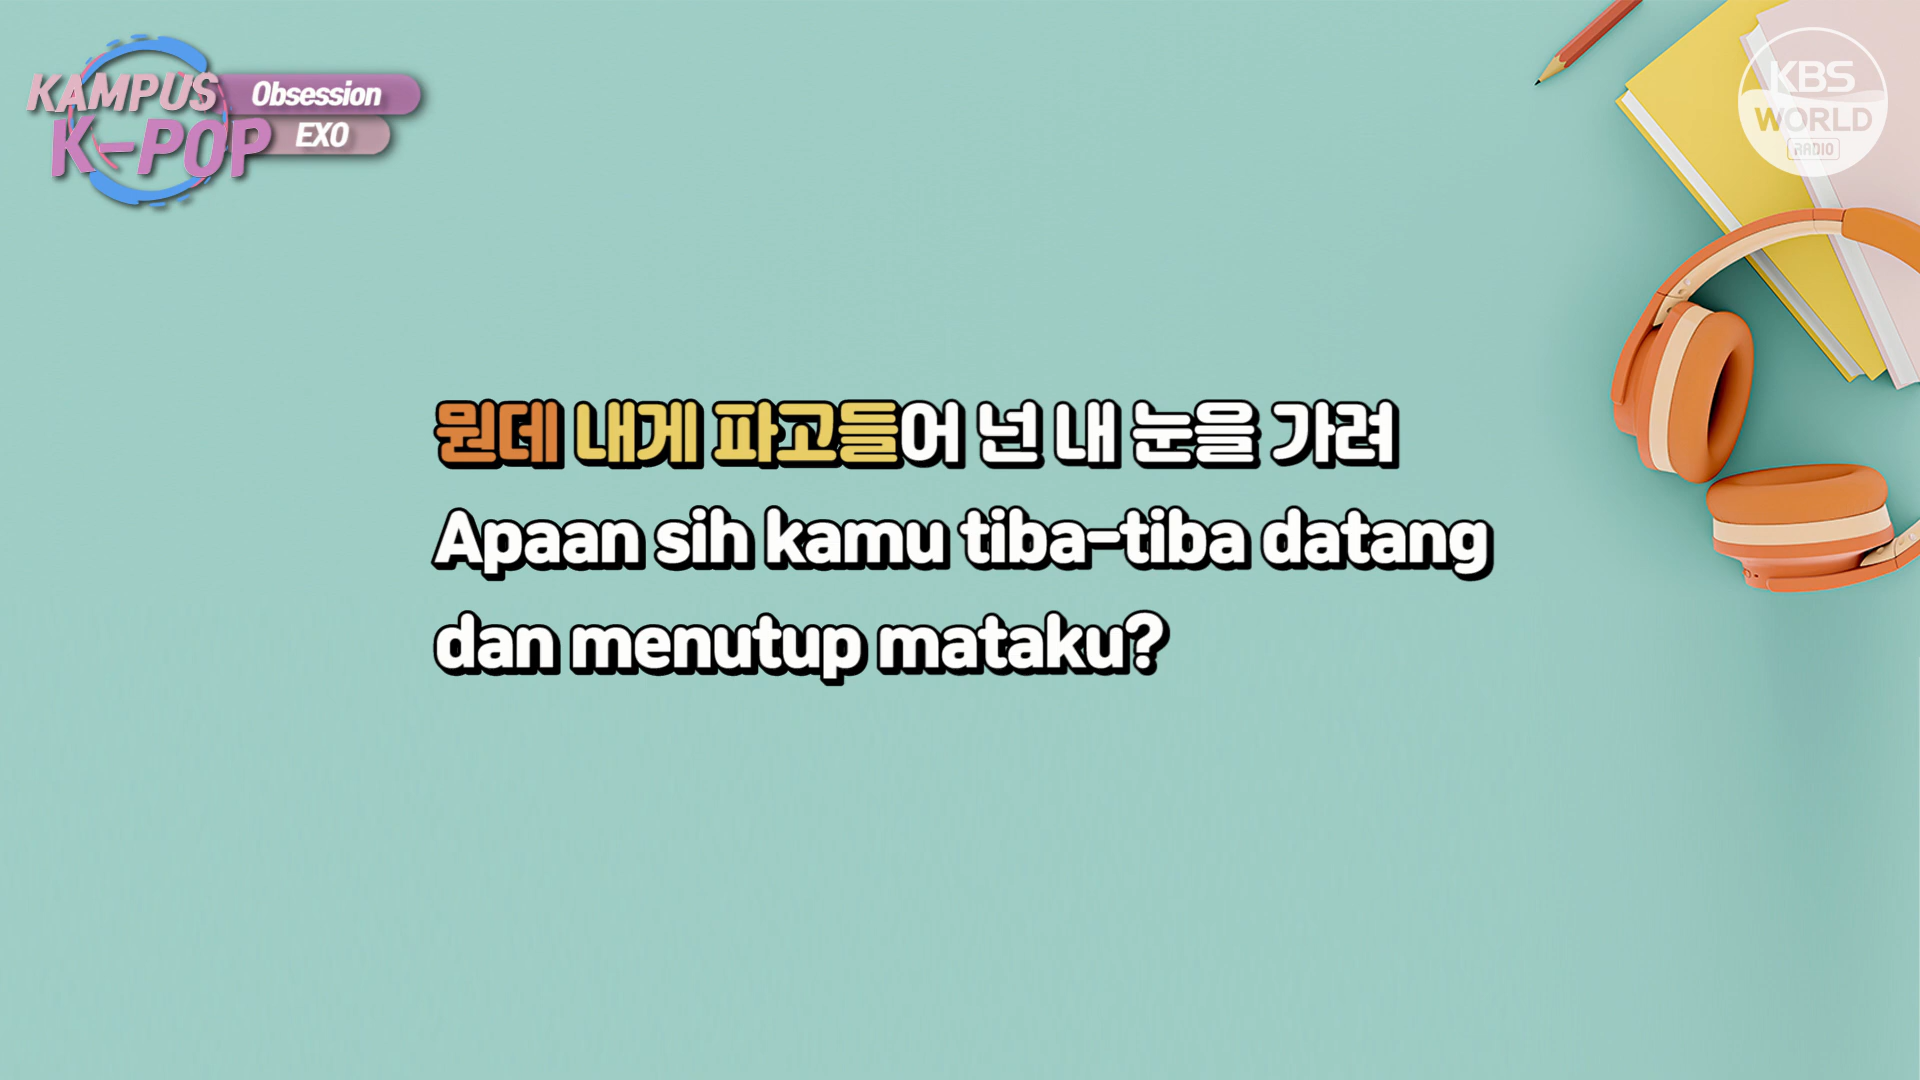 KAMPUS
K-POP
Obsession
EXO
KBS
WORLD
RADIO
뭔데 내게 파고들어 넌 내 눈을 가려
Apaan sih kamu tiba-tiba datang
dan menutup mataku?